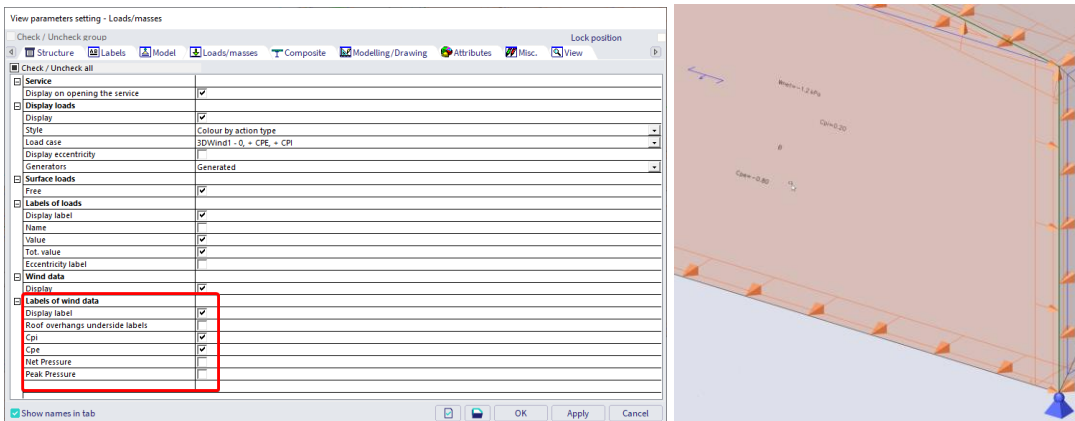 View parameters setting - Loads/masses
Check / Uncheck group
Lock position
Structure Labels Model Loads/masses Composite Modelling/Drawing Attributes Misc. View
Check / Uncheck all
Service
Display on opening the service
Display loads
Display
Style Colour by action type
Load case 3DWind1 - 0, + CPE, + CPI
Display eccentricity
Generators Generated
Surface loads
Free
Labels of loads
Display label
Name
Value
Tot. value
Eccentricity label
Wind data
Display
Labels of wind data
Display label
Roof overhangs underside labels
Cpi
Cpe
Net Pressure
Peak Pressure
Show names in tab
OK Apply Cancel
Wnet=-1.2 kPa
Cpi=0.20
Cpe=-0.80